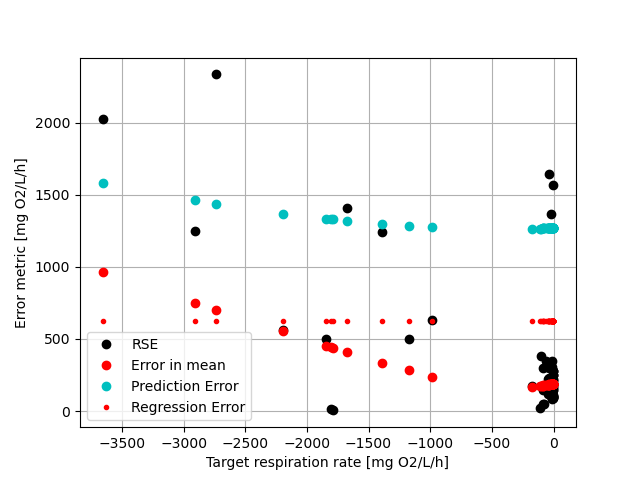 2000
1500
1000
500
0
Error metric [mg O2/L/h]
RSE
Error in mean
Prediction Error
Regression Error
−3500 −3000 −2500 −2000 −1500 −1000 −500 0
Target respiration rate [mg O2/L/h]